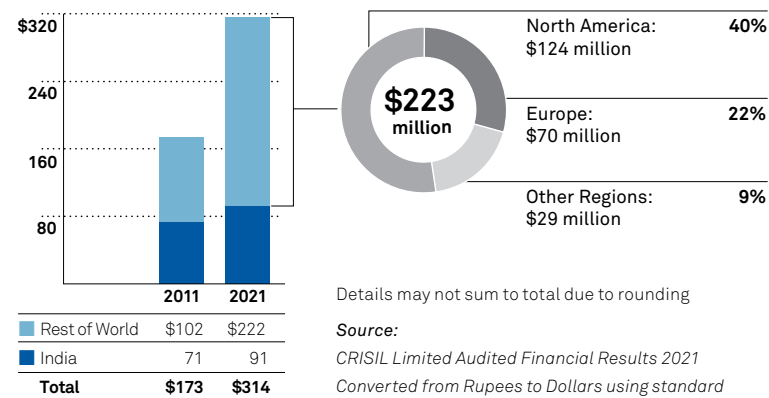 $320
240
160
80
2011 2021
Rest of World $102 $222
India 71 91
Total $173 $314
$223
million
North America: 40%
$124 million
Europe: 22%
$70 million
Other Regions: 9%
$29 million
Details may not sum to total due to rounding
Source:
CRISIL Limited Audited Financial Results 2021
Converted from Rupees to Dollars using standard